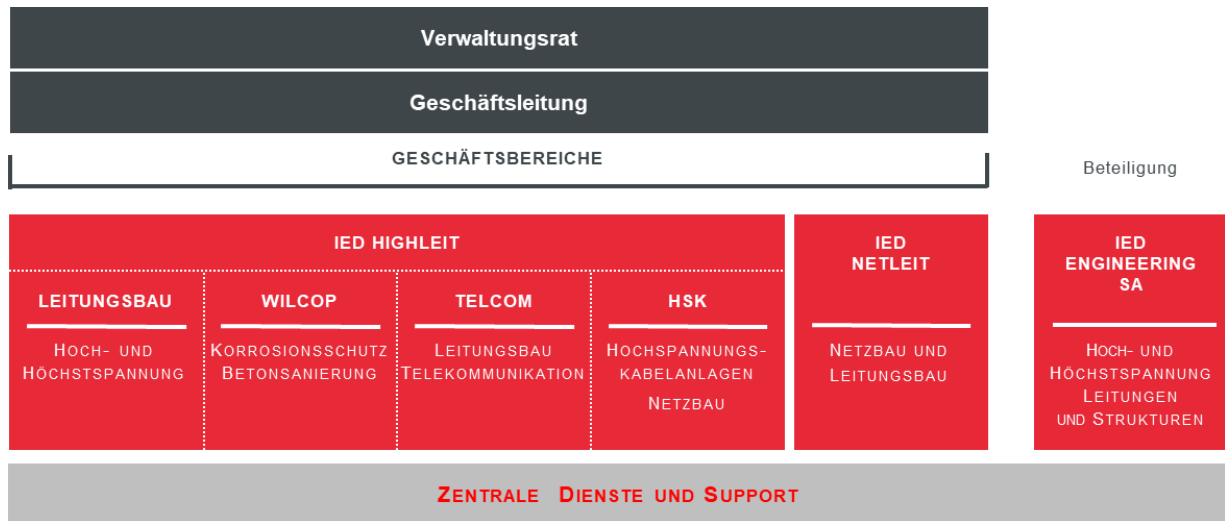 Verwaltungsrat
Geschäftsleitung
GESCHÄFTSBEREICHE
Beteiligung
IED HIGHLEIT
LEITUNGSBAU
HOCH- UND
HÖCHSTSPANNUNG
WILCOP
KORROSIONSSCHUTZ
BETONSANIERUNG
TELCOM
LEITUNGSBAU
TELEKOMMUNIKATION
HSK
HOCHSPANNUNGS-
KABELANLAGEN
NETZBAU
IED
NETLEIT
NETZBAU UND
LEITUNGSBAU
IED
ENGINEERING
SA
HOCH- UND
HÖCHSTSPANNUNG
LEITUNGEN
UND STRUKTUREN
ZENTRALE DIENSTE UND SUPPORT